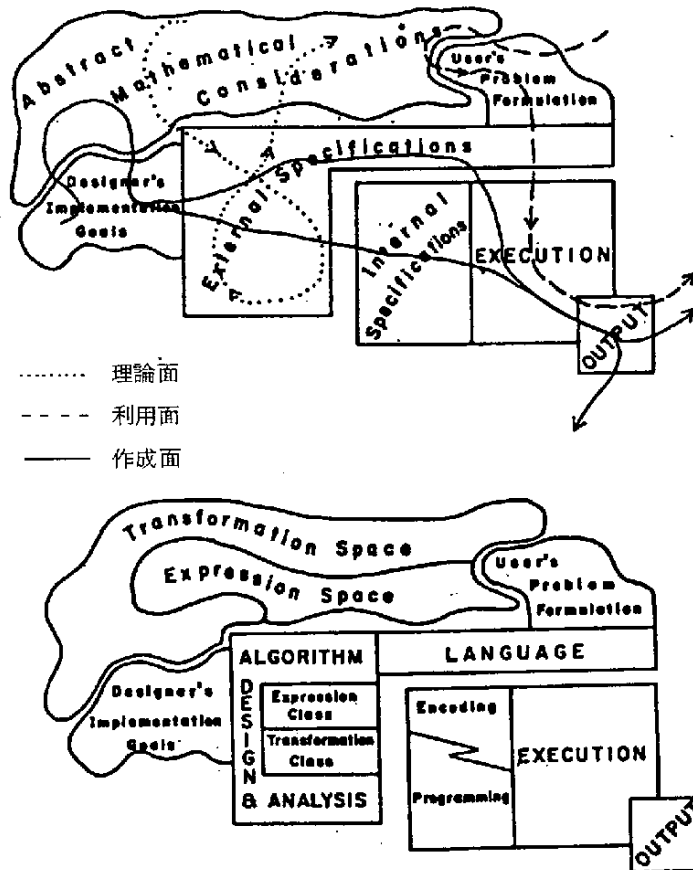 Abstract
Mathematical
Considerations
User's
Problem
Formulation
External Specifications
Designer's
Implementation
Goals
Internal
Specifications
EXECUTION
OUTPUT
理論面
利用面
作成面
Transformation Space
Expression Space
User's
Problem
Formulation
ALGORITHM
LANGUAGE
Designer's
Implementation
Goals
DESIGN
Expression
Class
Transformation
Class
& ANALYSIS
Encoding
Programming
EXECUTION
OUTPUT